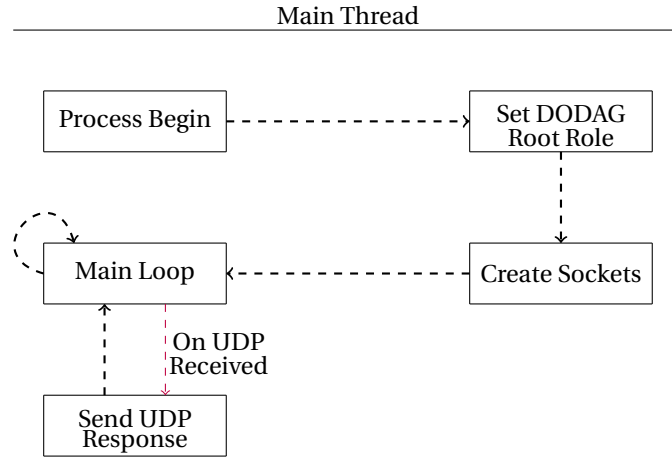 Main Thread
Process Begin
Set DODAG
Root Role
Main Loop
Create Sockets
On UDP
Received
Send UDP
Response